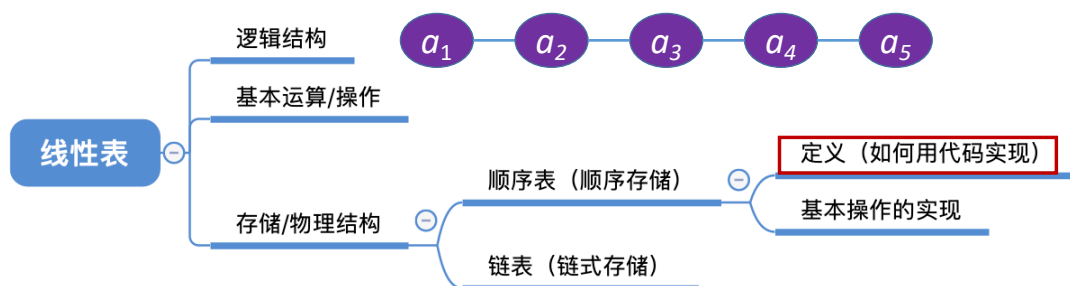 逻辑结构
a1 a2 a3 a4 a5
基本运算/操作
线性表
定义（如何用代码实现）
顺序表（顺序存储）
基本操作的实现
存储/物理结构
链表（链式存储）